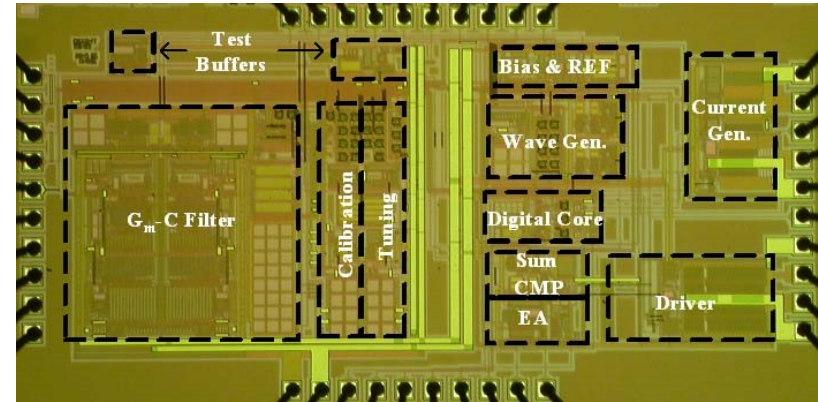 Test
Buffers
Bias & REF
Current
Gen.
Wave Gen.
Gm-C Filter
Calibration
Tuning
Digital Core
Sum
CMP
EA
Driver